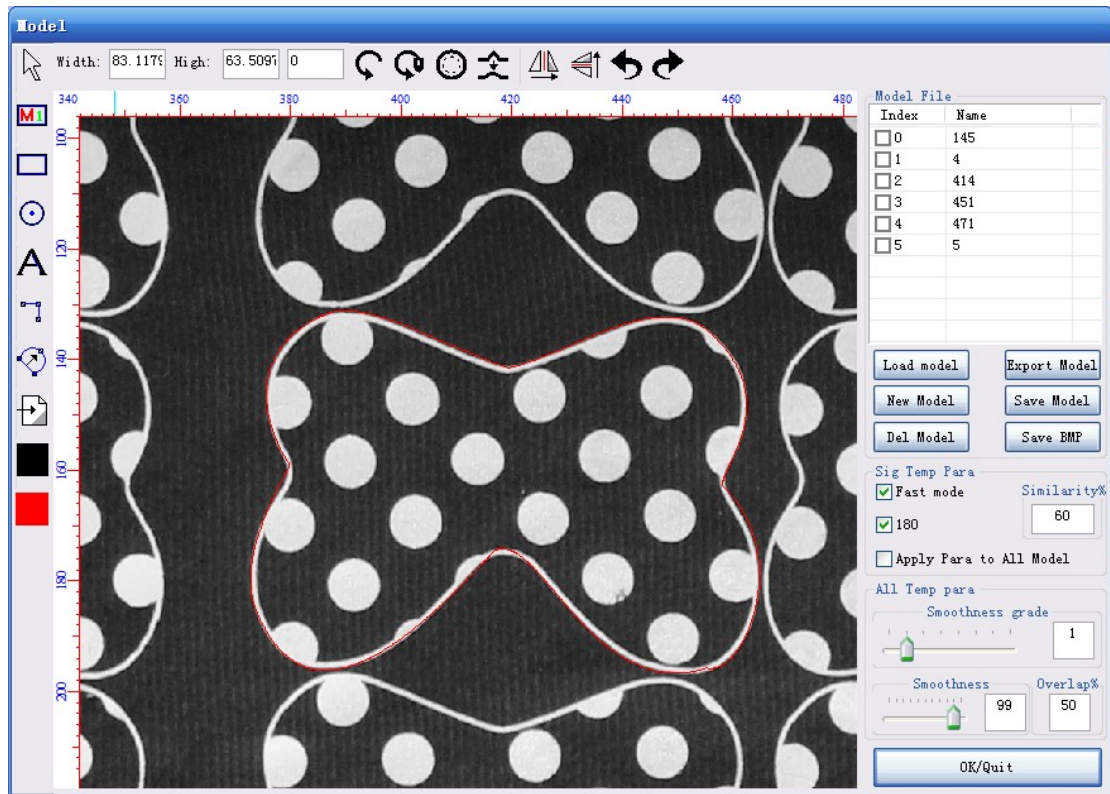 Model
Width: 83.1179 High: 63.5097 0
340 360 380 400 420 440 460 480
100
120
140
160
180
200
M1
A
Model File
Index Name
0 145
1 4
2 414
3 451
4 471
5 5
Load model Export Model
New Model Save Model
Del Model Save BMP
Sig Temp Para
Fast mode Similarity%
180 60
Apply Para to All Model
All Temp para
Smoothness grade
1
Smoothness Overlap%
99 50
OK/Quit